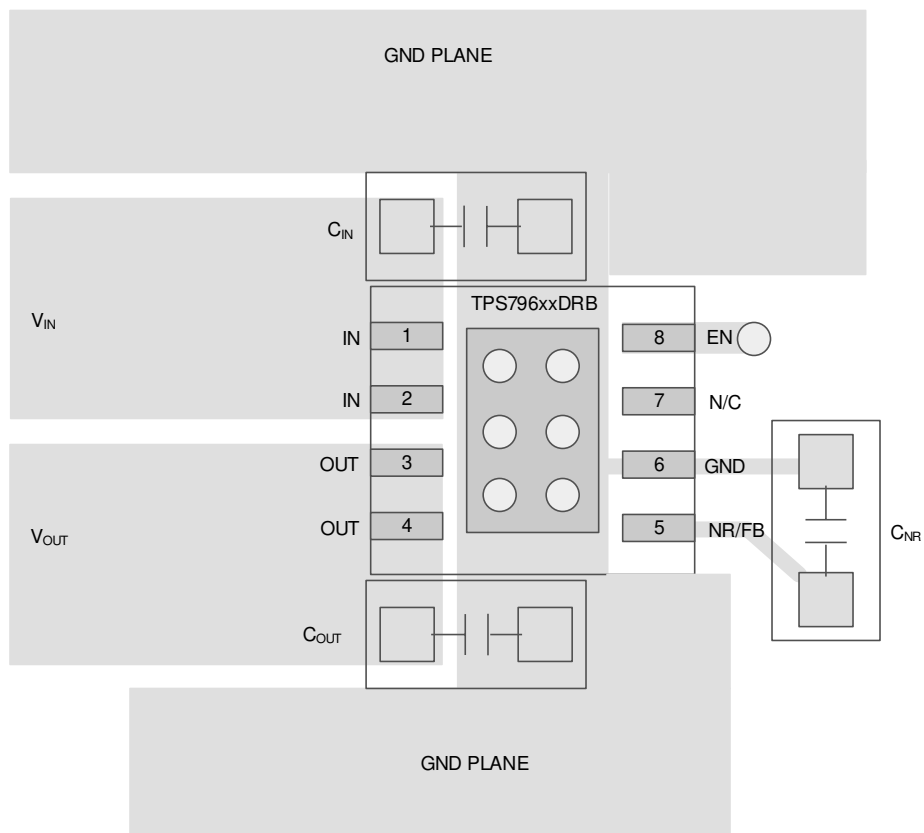 GND PLANE
CIN
TPS796xxDRB
VIN
IN 1 8 EN
IN 2 7 N/C
OUT 3 6 GND
OUT 4 5 NR/FB
VOUT
CNR
COUT
GND PLANE